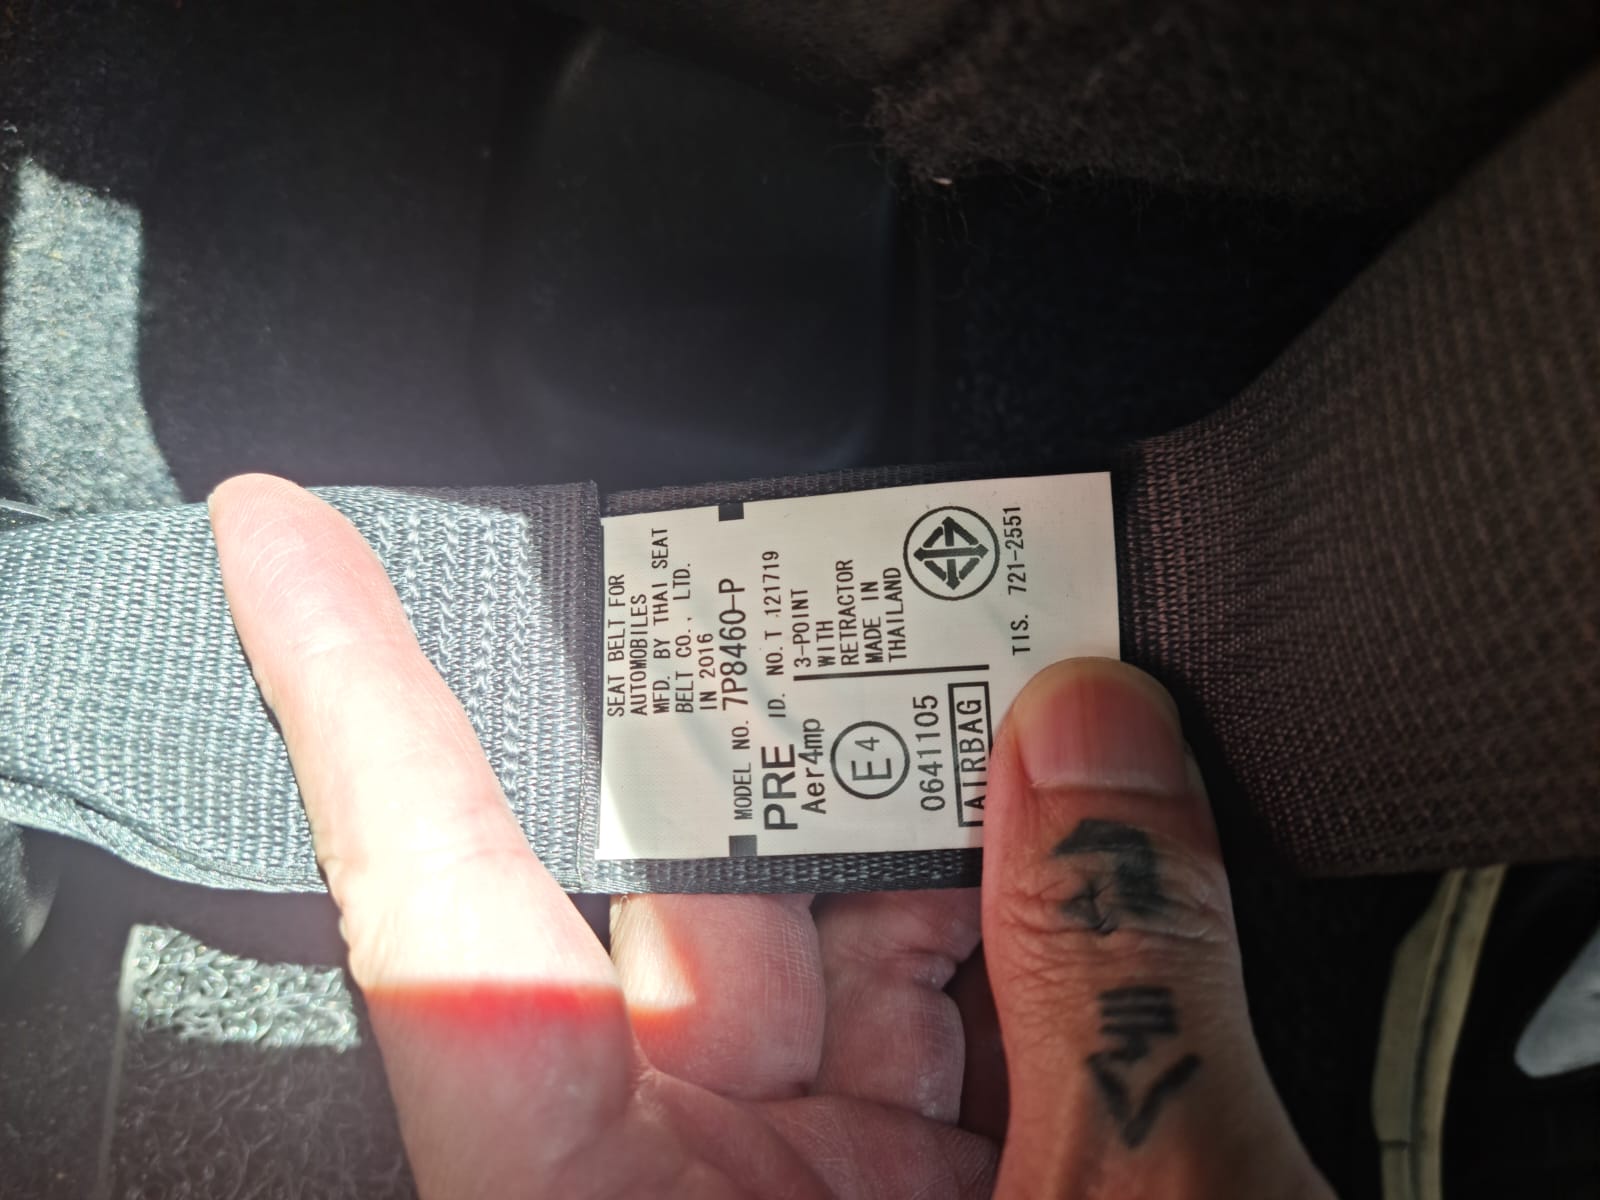 SEAT BELT FOR
AUTOMOBILES
MFD. BY THAI SEAT
BELT CO., LTD.
IN 2016
MODEL NO. 7P8460-P
PRE
ID. NO. T 121719
Aer4mp
3-POINT
WITH
RETRACTOR
MADE IN
THAILAND
E4
0641105
AIRBAG
TIS. 721-2551